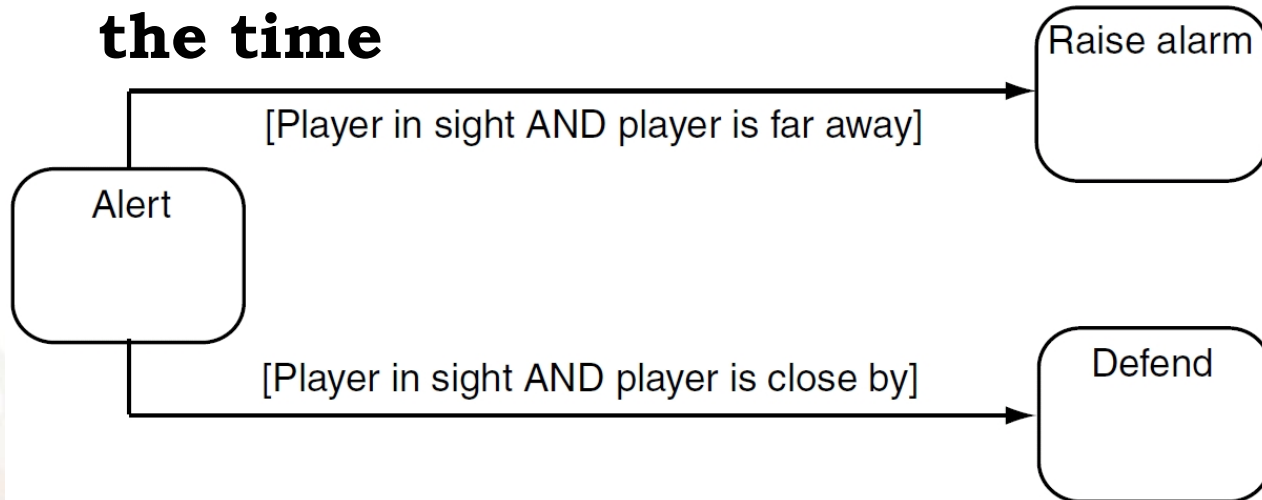 the time
Raise alarm
[Player in sight AND player is far away]
Alert
[Player in sight AND player is close by]
Defend